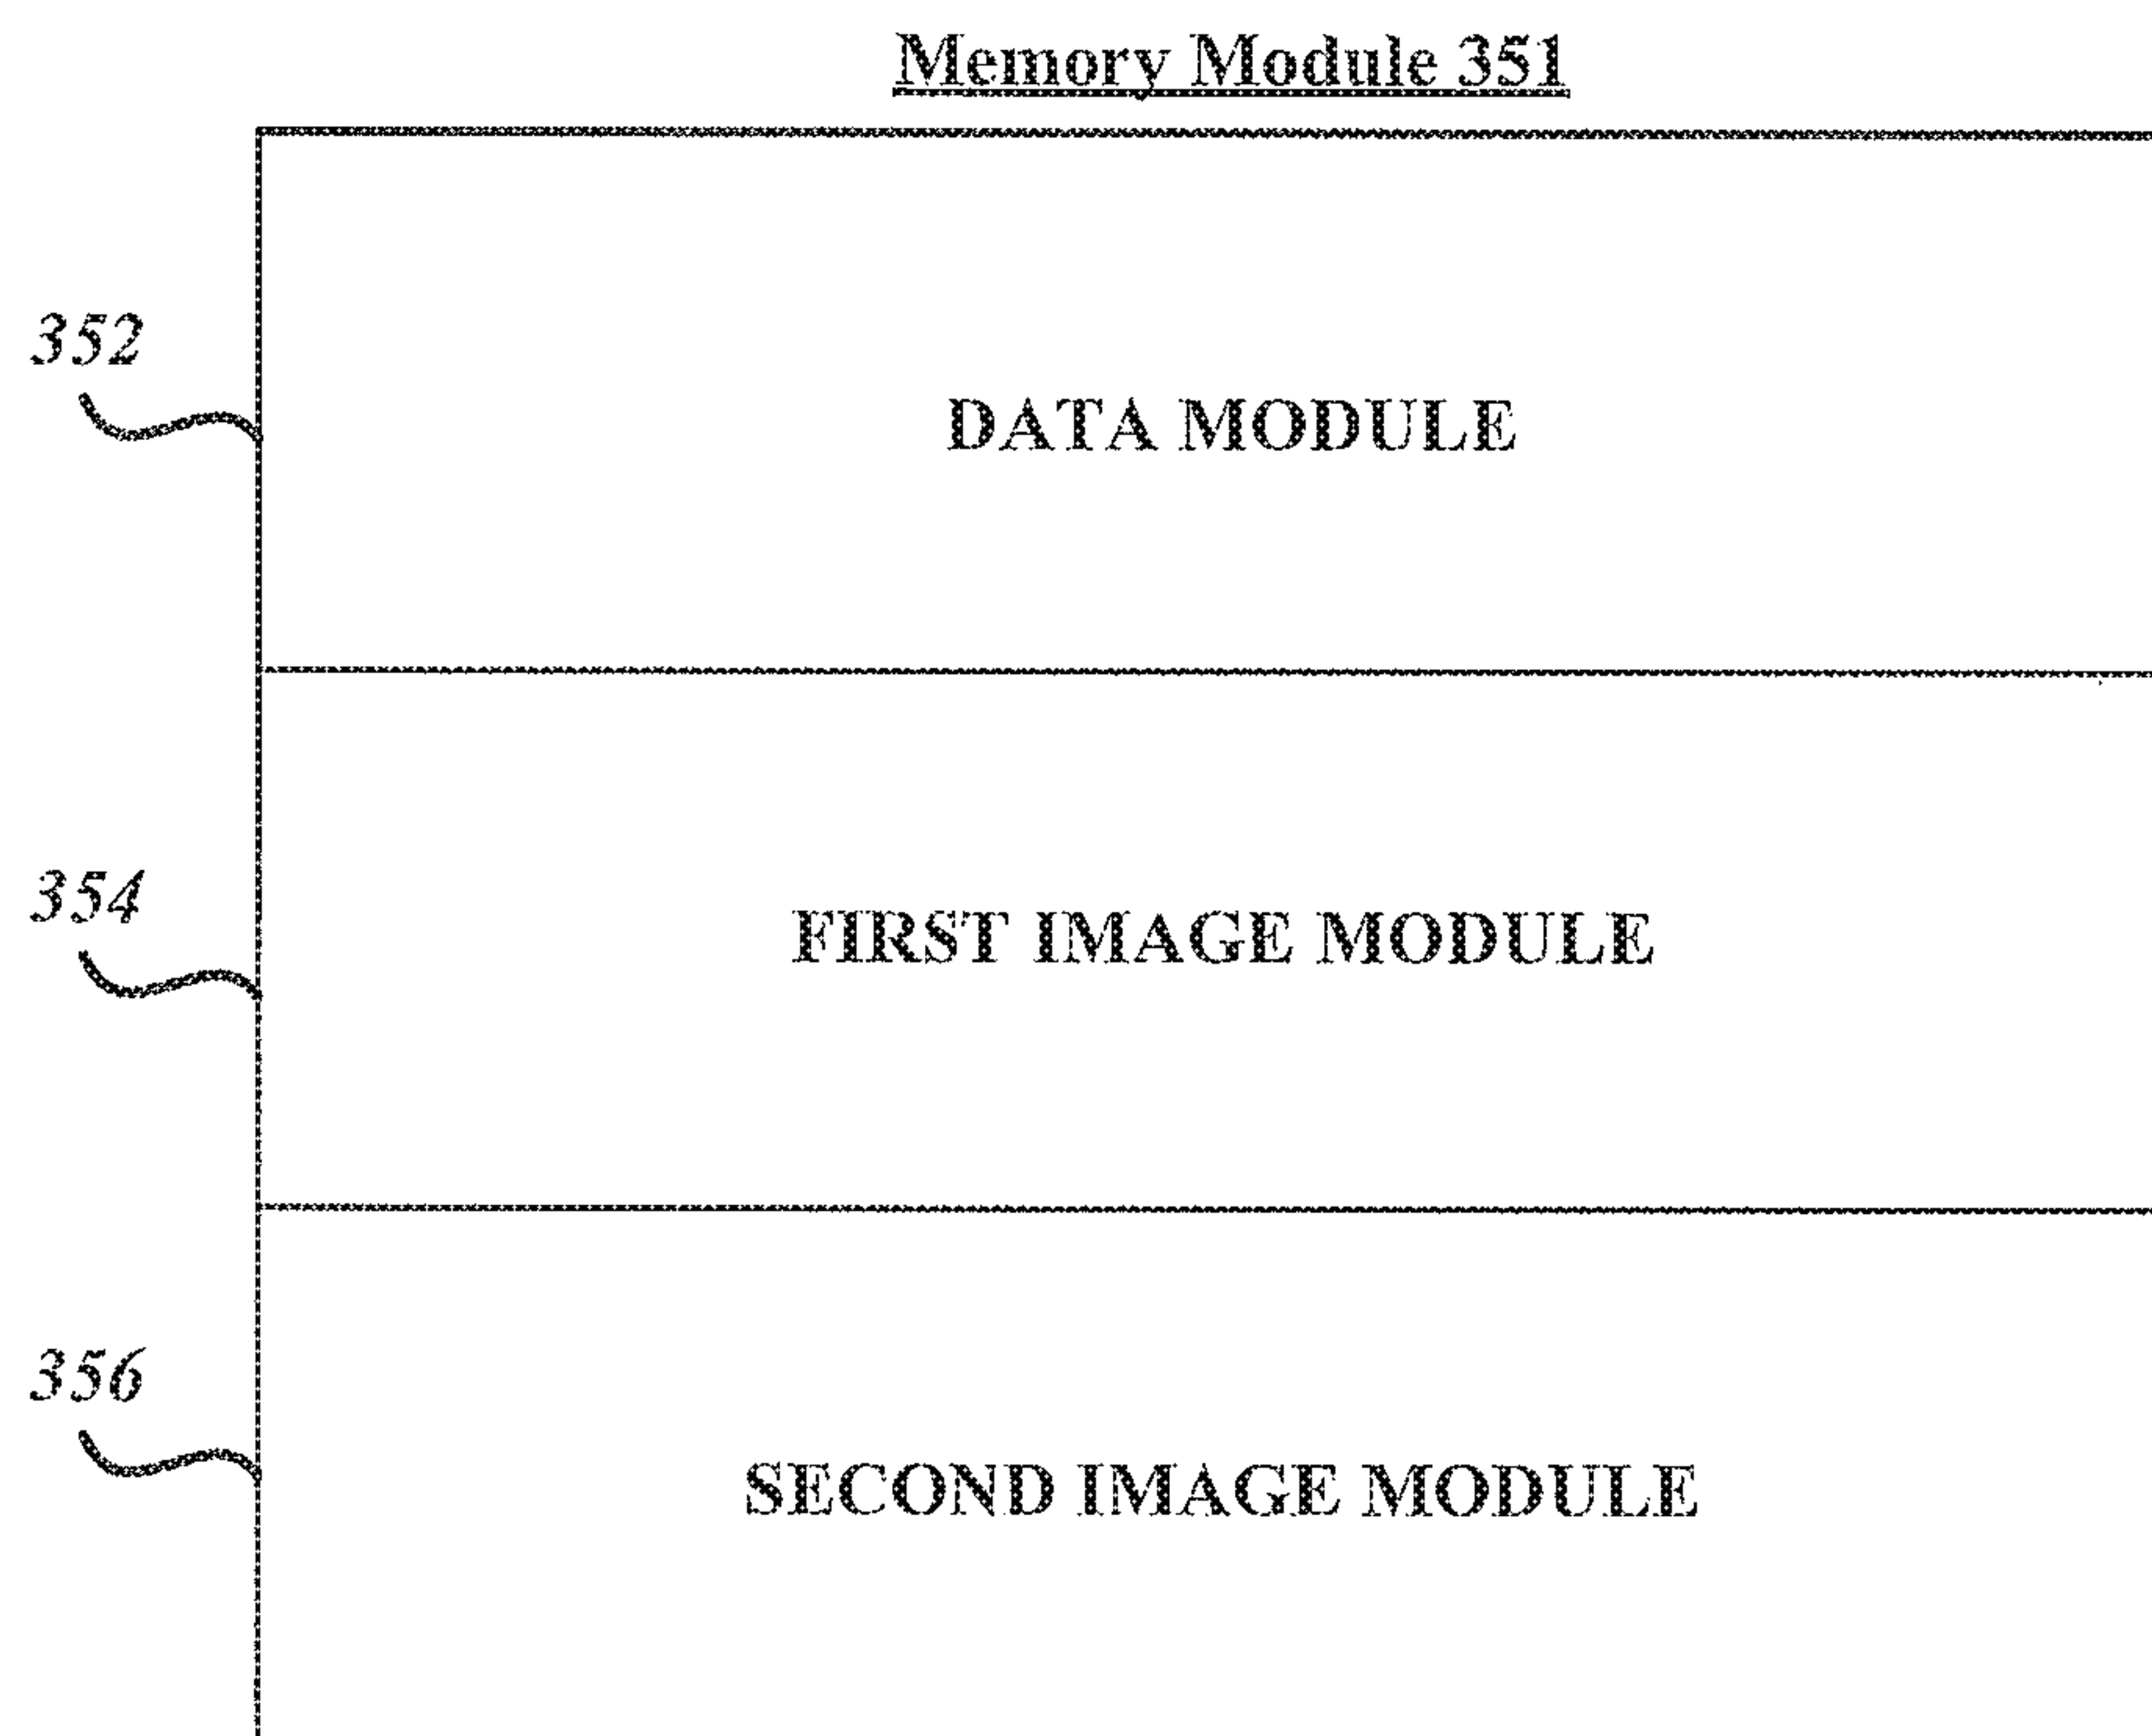 Memory Module 351
352
DATA MODULE
354
FIRST IMAGE MODULE
356
SECOND IMAGE MODULE